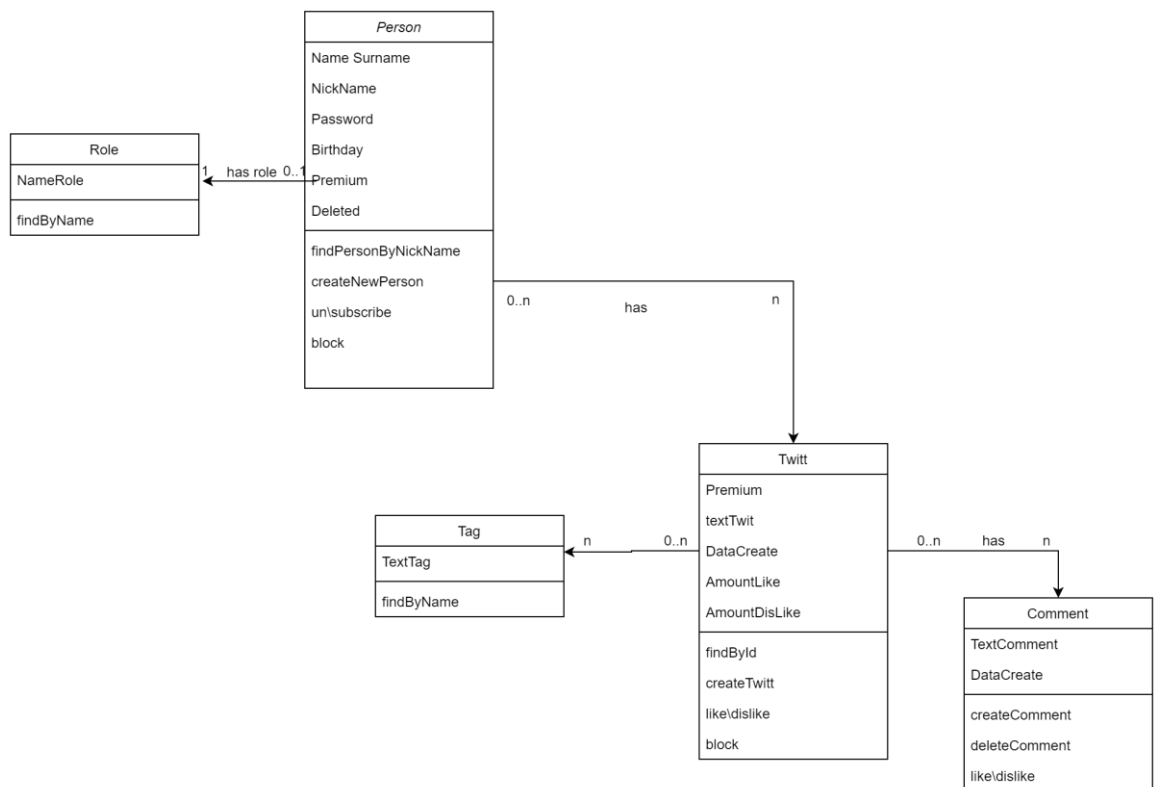 Person
Name Surname
NickName
Password
Birthday
Premium
Deleted
findPersonByNickName
createNewPerson
un\subscribe
block
Role
NameRole
findByName
1 has role 0..1
0..n has n
Twitt
Premium
textTwit
DataCreate
AmountLike
AmountDisLike
findById
createTwitt
like\dislike
block
Tag
TextTag
findByName
n 0..n
0..n has n
Comment
TextComment
DataCreate
createComment
deleteComment
like\dislike